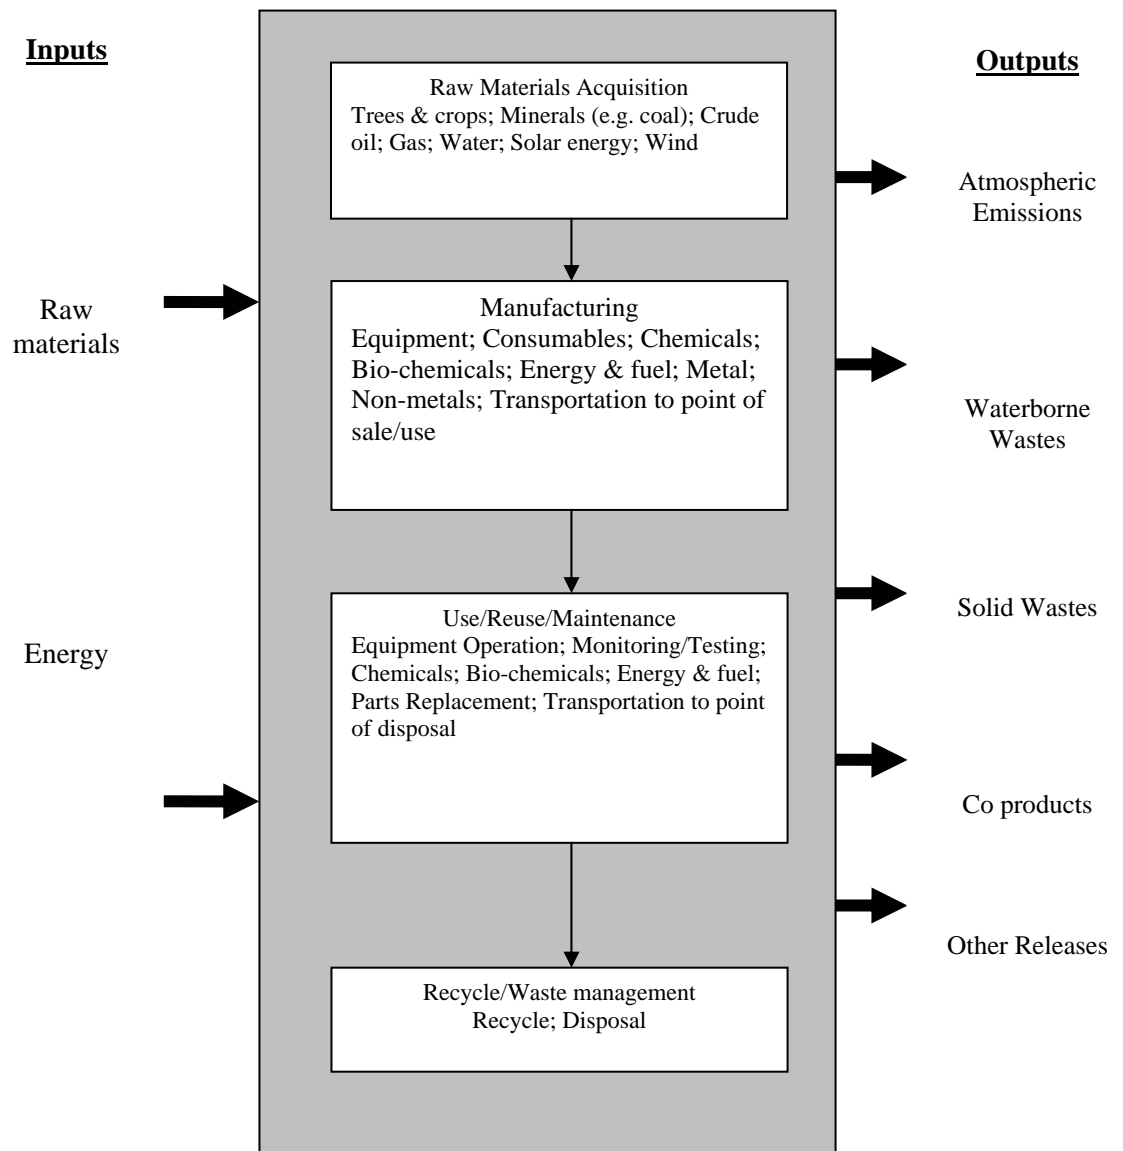 Inputs
Outputs
Raw Materials Acquisition
Trees & crops; Minerals (e.g. coal); Crude
oil; Gas; Water; Solar energy; Wind
Atmospheric
Emissions
Raw
materials
Manufacturing
Equipment; Consumables; Chemicals;
Bio-chemicals; Energy & fuel; Metal;
Non-metals; Transportation to point of
sale/use
Waterborne
Wastes
Energy
Use/Reuse/Maintenance
Equipment Operation; Monitoring/Testing;
Chemicals; Bio-chemicals; Energy & fuel;
Parts Replacement; Transportation to point
of disposal
Solid Wastes
Co products
Other Releases
Recycle/Waste management
Recycle; Disposal